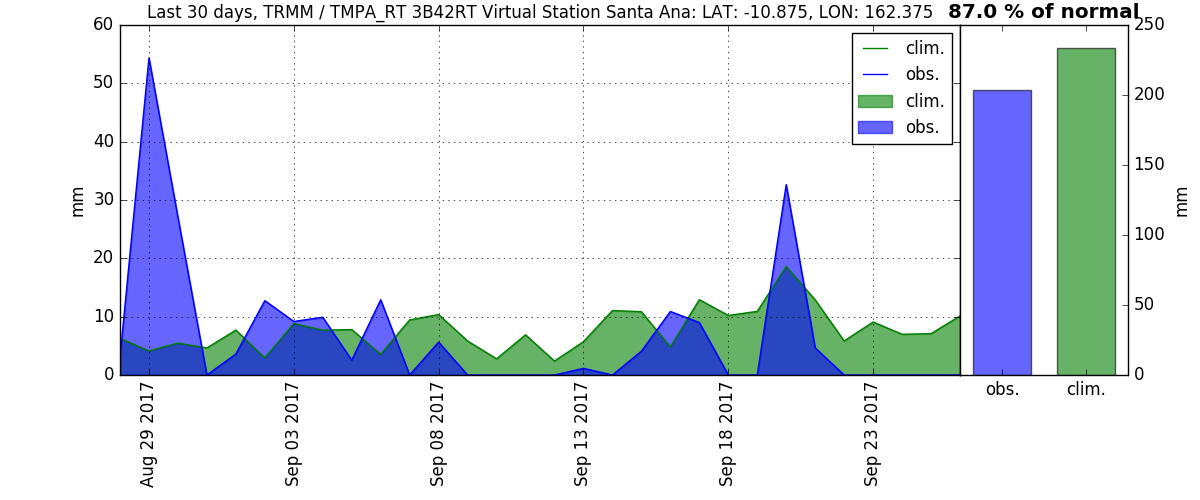 Last 30 days, TRMM / TMPA_RT 3B42RT Virtual Station Santa Ana: LAT: -10.875, LON: 162.375
87.0 % of normal
60
50
40
30
20
10
0
mm
clim.
obs.
clim.
obs.
Aug 29 2017
Sep 03 2017
Sep 08 2017
Sep 13 2017
Sep 18 2017
Sep 23 2017
250
200
150
100
50
0
mm
obs.
clim.